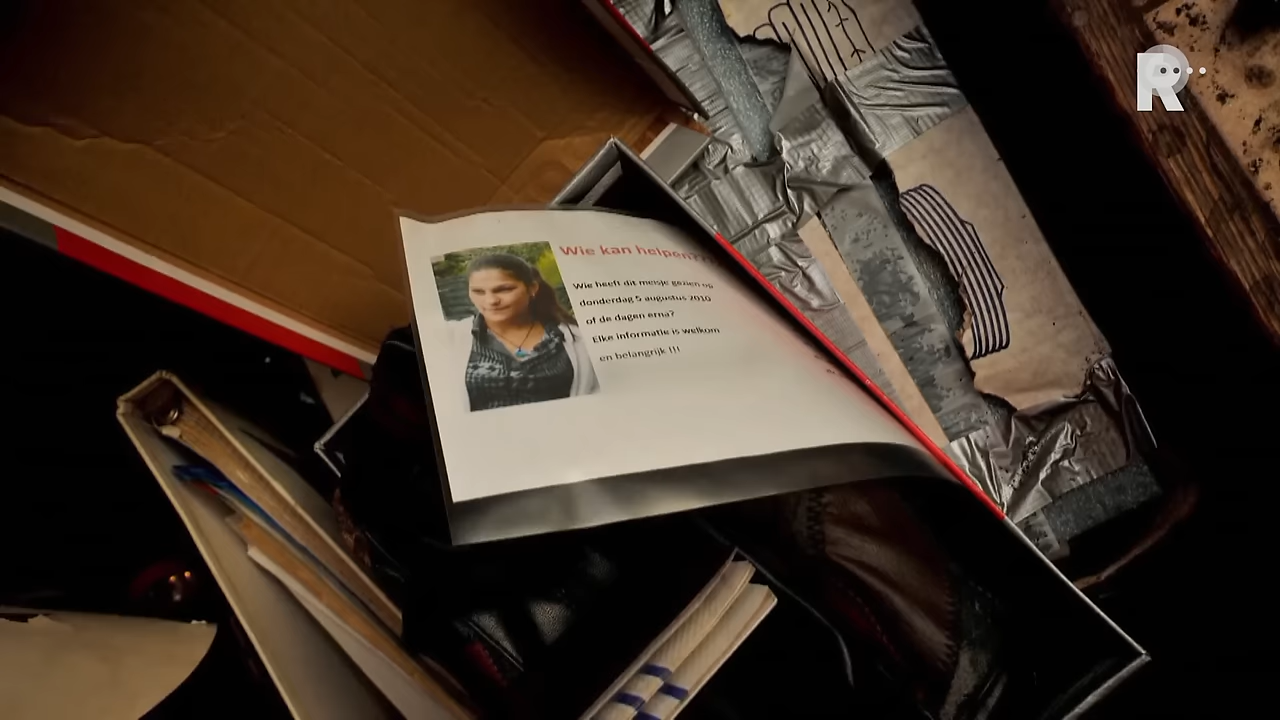 Wie kan helpen???
Wie heeft dit meisje gezien op
donderdag 5 augustus 2010
of de dagen erna?
Elke informatie is welkom
en belangrijk !!!
R